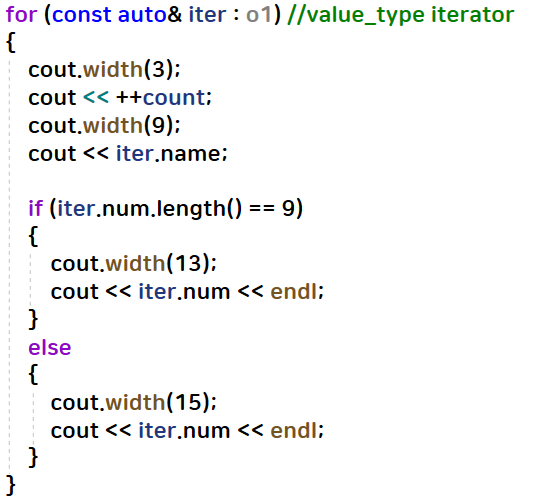 for (const auto& iter : o1) //value_type iterator
{
cout.width(3);
cout << ++count;
cout.width(9);
cout << iter.name;
if (iter.num.length() == 9)
{
cout.width(13);
cout << iter.num << endl;
}
else
{
cout.width(15);
cout << iter.num << endl;
}
}